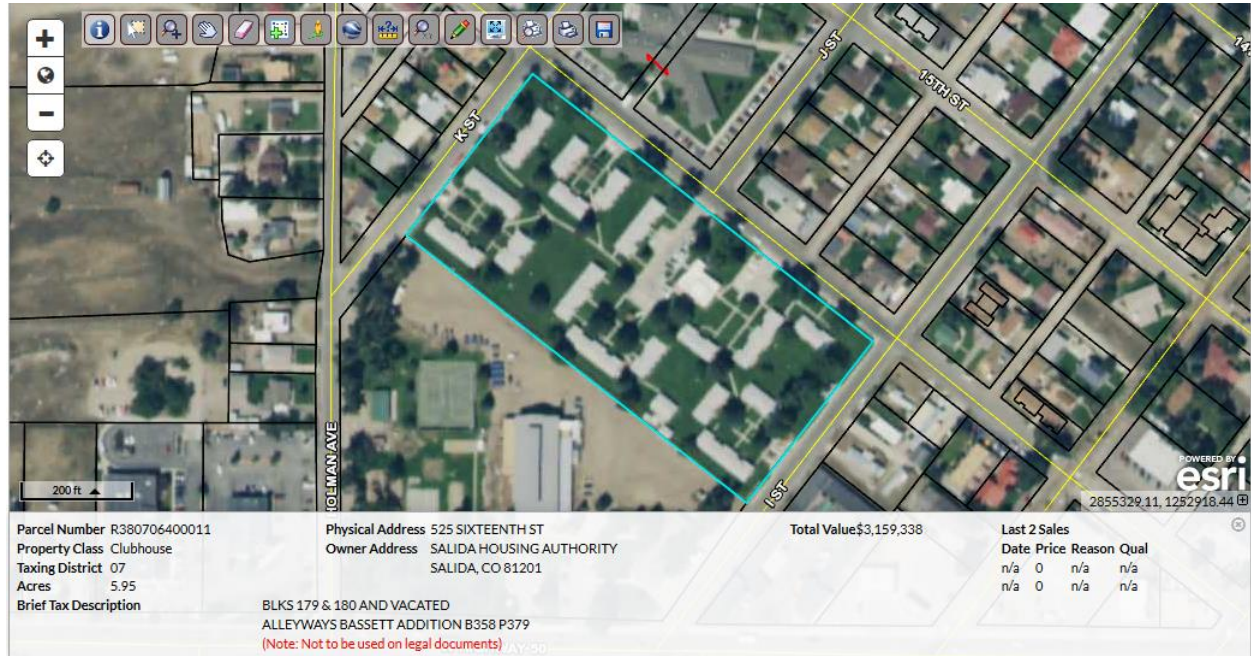 K ST
J ST
15TH ST
14
HOLMAN AVE
I ST
200 ft
POWERED BY
esri
2855329.11, 1252918.44
Parcel Number R380706400011
Property Class Clubhouse
Taxing District 07
Acres 5.95
Brief Tax Description
Physical Address 525 SIXTEENTH ST
Owner Address SALIDA HOUSING AUTHORITY
SALIDA, CO 81201
Total Value$3,159,338
Last 2 Sales
Date Price Reason Qual
n/a 0 n/a n/a
n/a 0 n/a n/a
BLKS 179 & 180 AND VACATED
ALLEYWAYS BASSETT ADDITION B358 P379
(Note: Not to be used on legal documents)